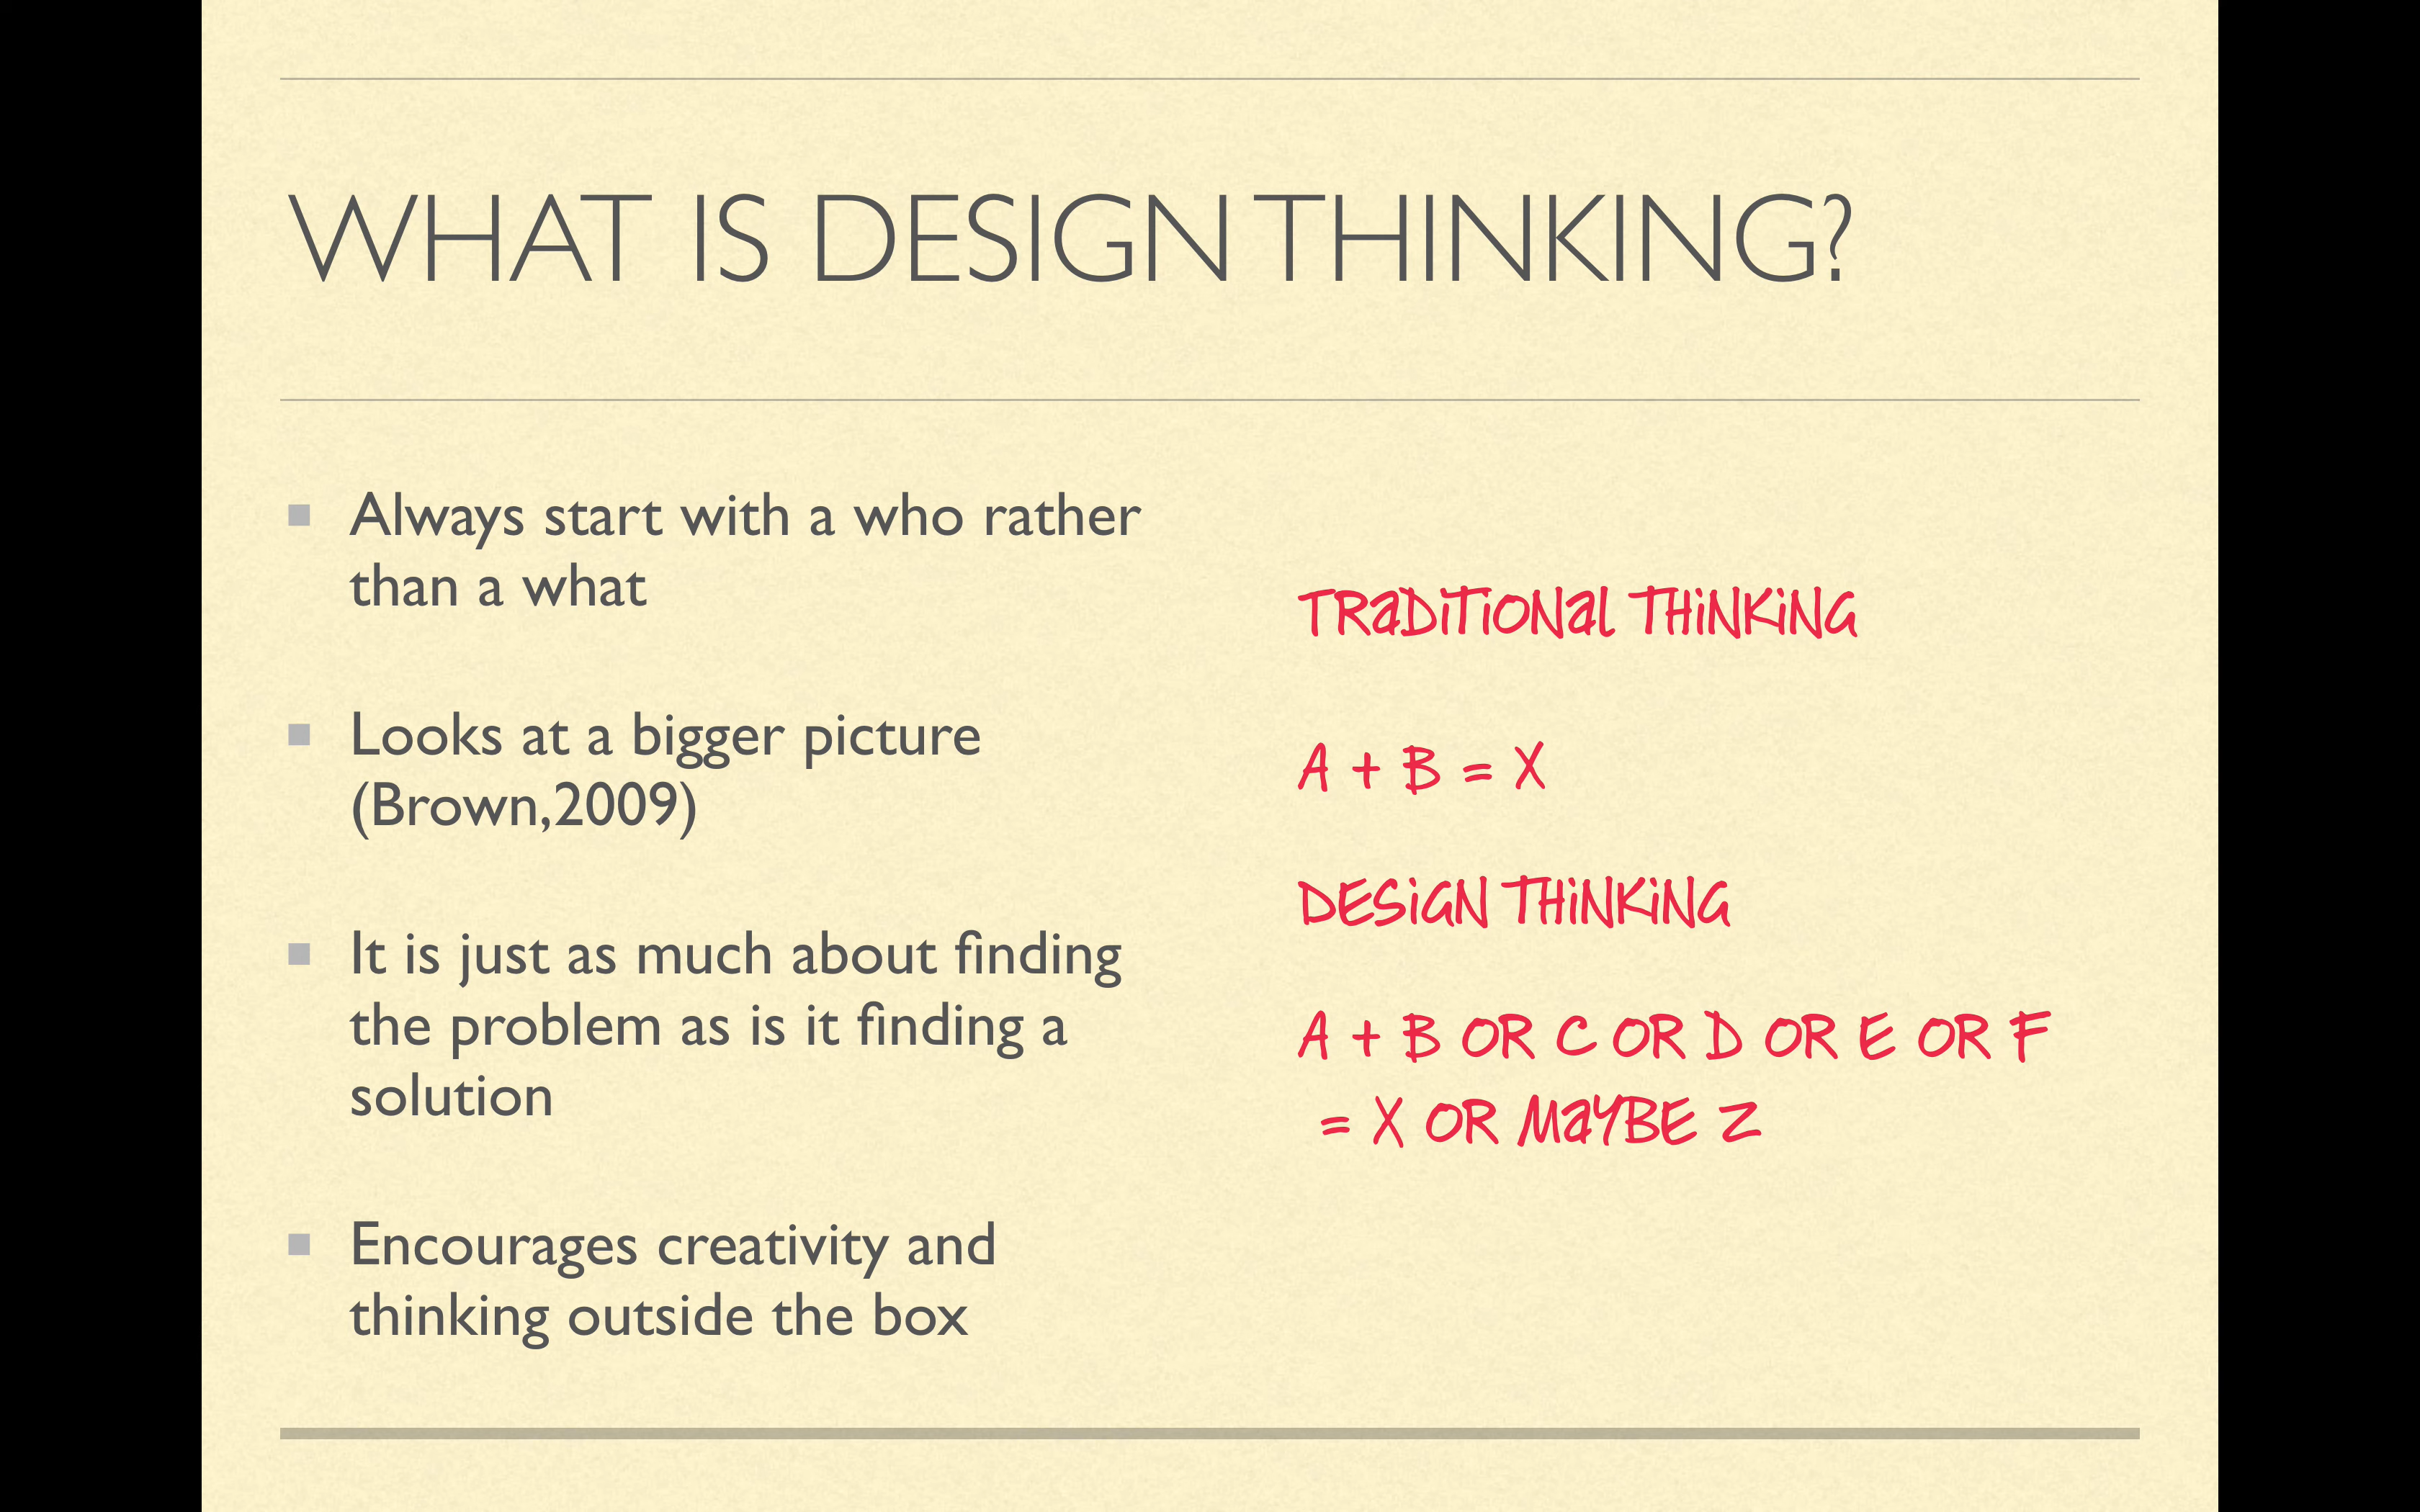 WHAT IS DESIGN THINKING?
Always start with a who rather
than a what
Looks at a bigger picture
(Brown,2009)
It is just as much about finding
the problem as is it finding a
solution
Encourages creativity and
thinking outside the box
TRaDiTiONal THiNKiNG
A + B = X
DESiGN THiNKiNG
A + B OR C OR D OR E OR F
= X OR MaYBE Z